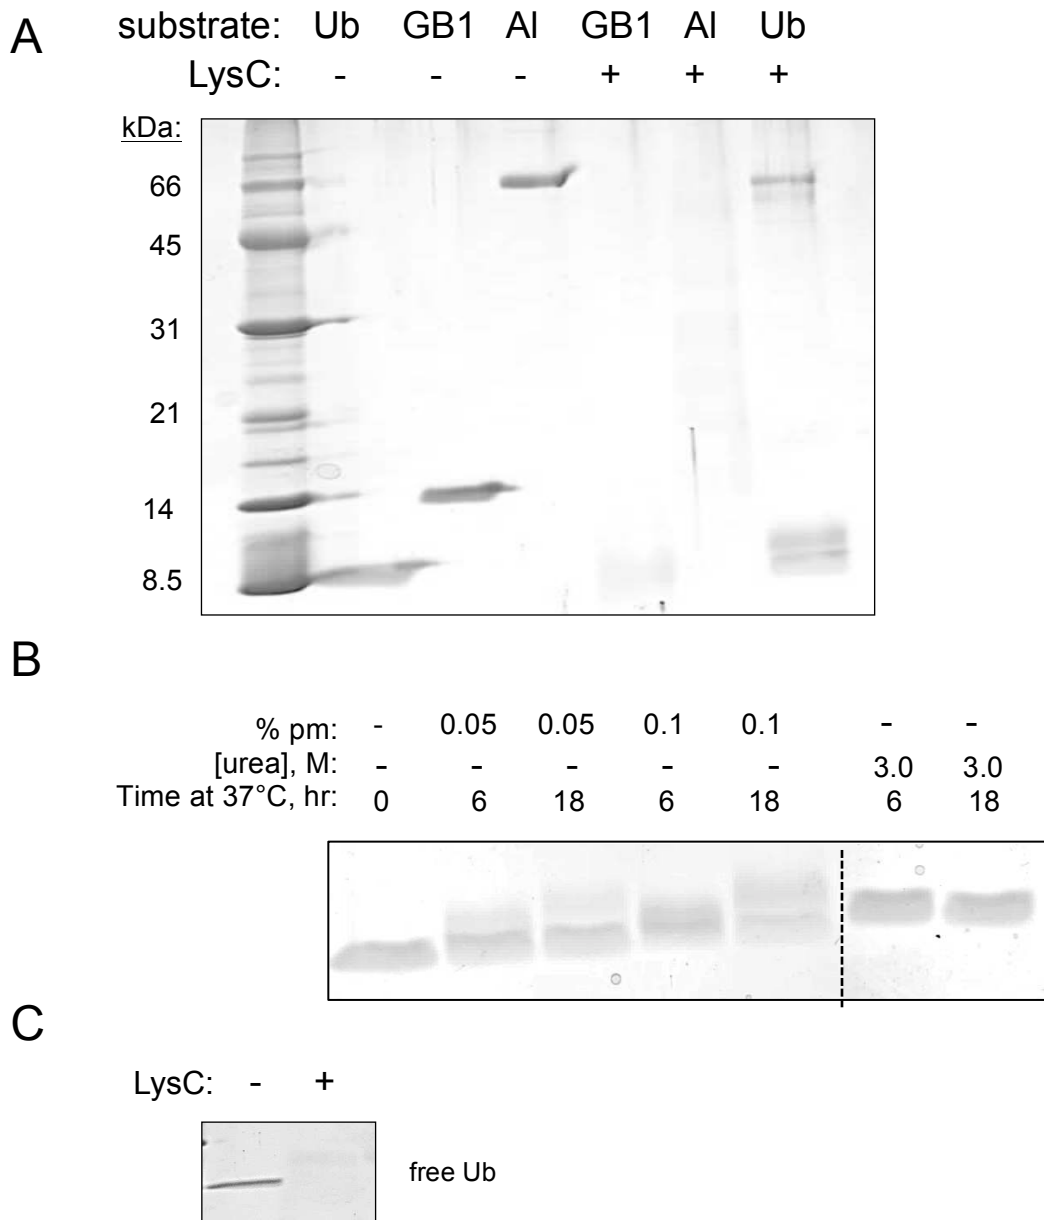 A
substrate: Ub GB1 Al GB1 Al Ub
LysC: - - - + + +
kDa:
66
45
31
21
14
8.5
B
% pm: - 0.05 0.05 0.1 0.1 - -
[urea], M: - - - - - 3.0 3.0
Time at 37°C, hr: 0 6 18 6 18 6 18
C
LysC: - +
free Ub